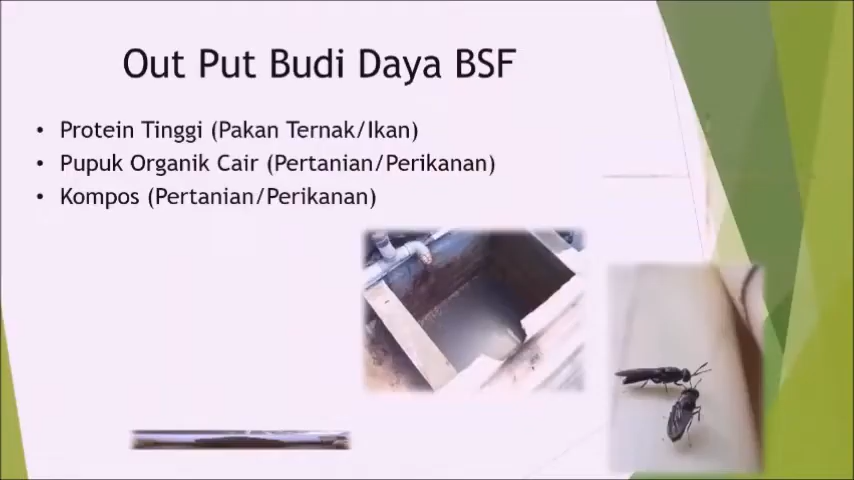 Out Put Budi Daya BSF
• Protein Tinggi (Pakan Ternak/Ikan)
• Pupuk Organik Cair (Pertanian/Perikanan)
• Kompos (Pertanian/Perikanan)